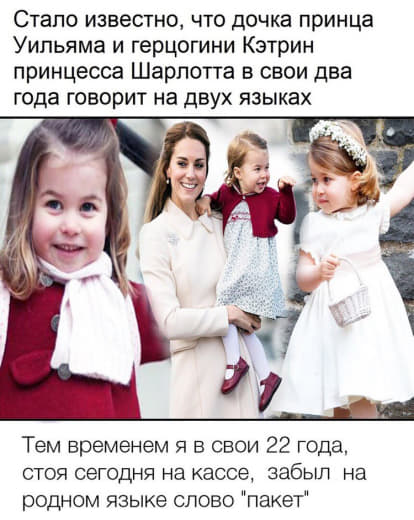 Стало известно, что дочка принца
Уильяма и герцогини Кэтрин
принцесса Шарлотта в свои два
года говорит на двух языках
Тем временем я в свои 22 года,
стоя сегодня на кассе, забыл на
родном языке слово "пакет"